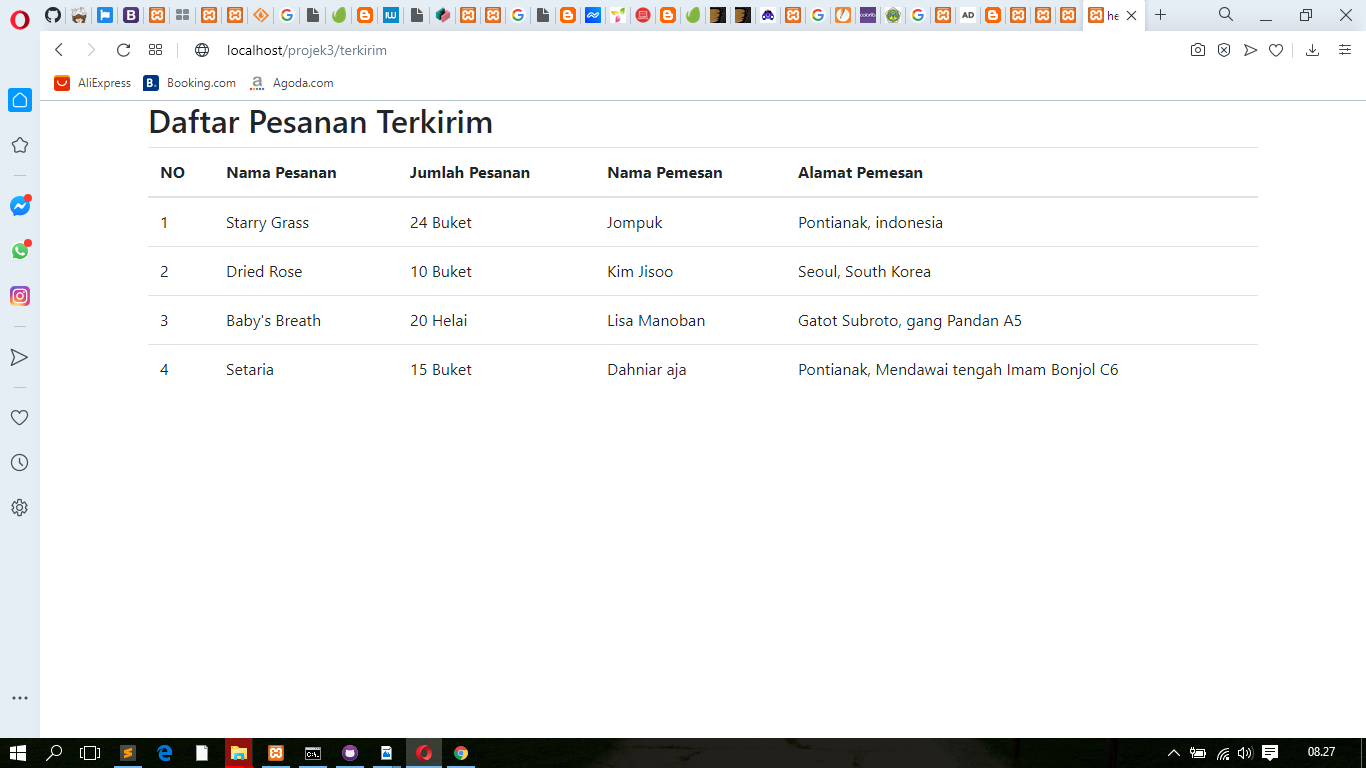 he
localhost/projek3/terkirim
AliExpress Booking.com Agoda.com
Daftar Pesanan Terkirim
NO Nama Pesanan Jumlah Pesanan Nama Pemesan Alamat Pemesan
1 Starry Grass 24 Buket Jompuk Pontianak, indonesia
2 Dried Rose 10 Buket Kim Jisoo Seoul, South Korea
3 Baby's Breath 20 Helai Lisa Manoban Gatot Subroto, gang Pandan A5
4 Setaria 15 Buket Dahniar aja Pontianak, Mendawai tengah Imam Bonjol C6
08.27